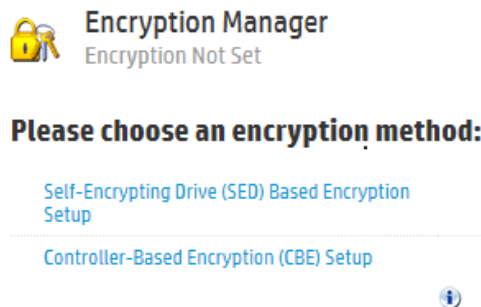 Encryption Manager
Encryption Not Set
Please choose an encryption method:
Self-Encrypting Drive (SED) Based Encryption
Setup
Controller-Based Encryption (CBE) Setup